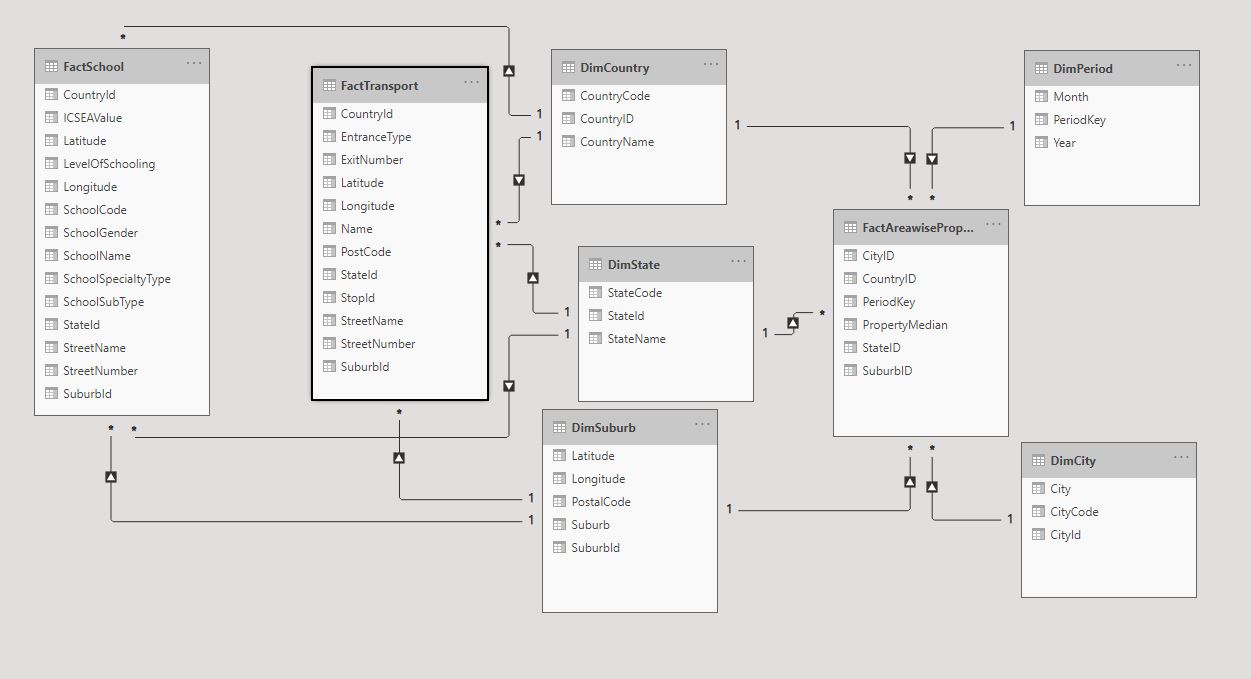 FactSchool
CountryId
ICSEAValue
Latitude
LevelOfSchooling
Longitude
SchoolCode
SchoolGender
SchoolName
SchoolSpecialtyType
SchoolSubType
StateId
StreetName
StreetNumber
SuburbId
FactTransport
CountryId
EntranceType
ExitNumber
Latitude
Longitude
Name
PostCode
StateId
StopId
StreetName
StreetNumber
SuburbId
DimCountry
CountryCode
CountryID
CountryName
DimState
StateCode
StateId
StateName
DimSuburb
Latitude
Longitude
PostalCode
Suburb
SuburbId
DimPeriod
Month
PeriodKey
Year
FactAreawiseProp...
CityID
CountryID
PeriodKey
PropertyMedian
StateID
SuburbID
DimCity
City
CityCode
CityId
*
1
1
*
*
1
1
*
*
*
1
1
1
1
*
*
1
*
1
*
*
1